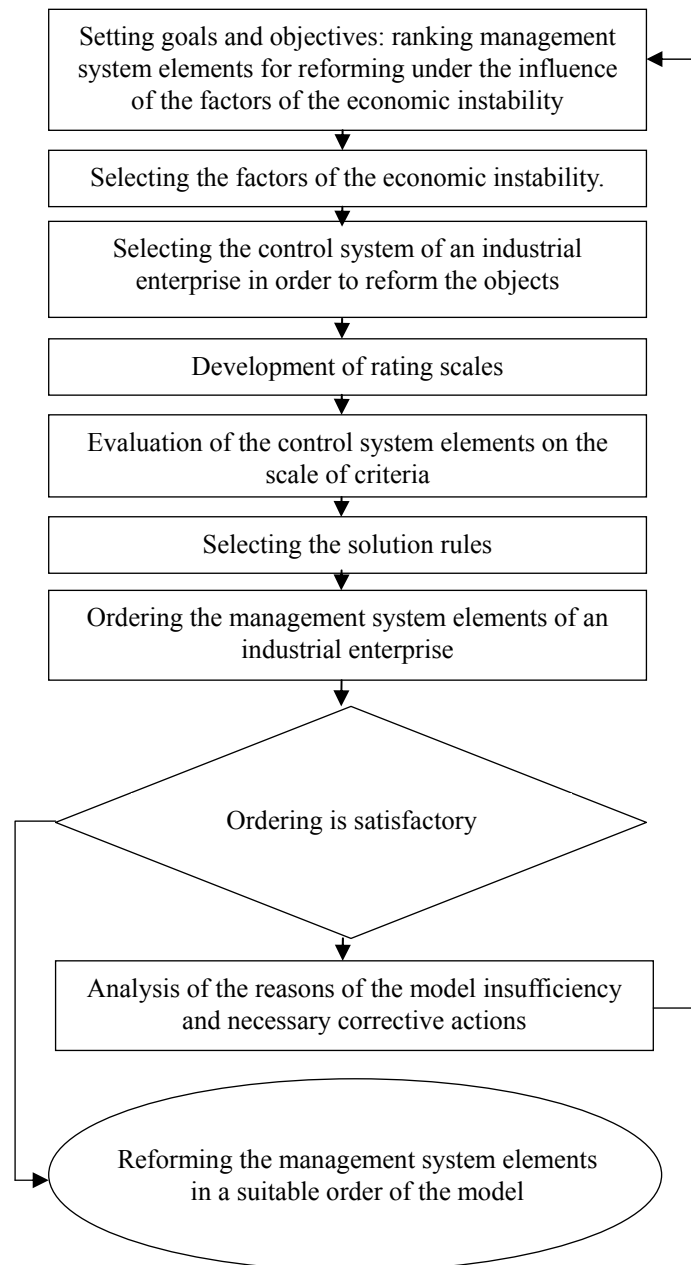 Setting goals and objectives: ranking management
system elements for reforming under the influence
of the factors of the economic instability
Selecting the factors of the economic instability.
Selecting the control system of an industrial
enterprise in order to reform the objects
Development of rating scales
Evaluation of the control system elements on the
scale of criteria
Selecting the solution rules
Ordering the management system elements of an
industrial enterprise
Ordering is satisfactory
Analysis of the reasons of the model insufficiency
and necessary corrective actions
Reforming the management system elements
in a suitable order of the model